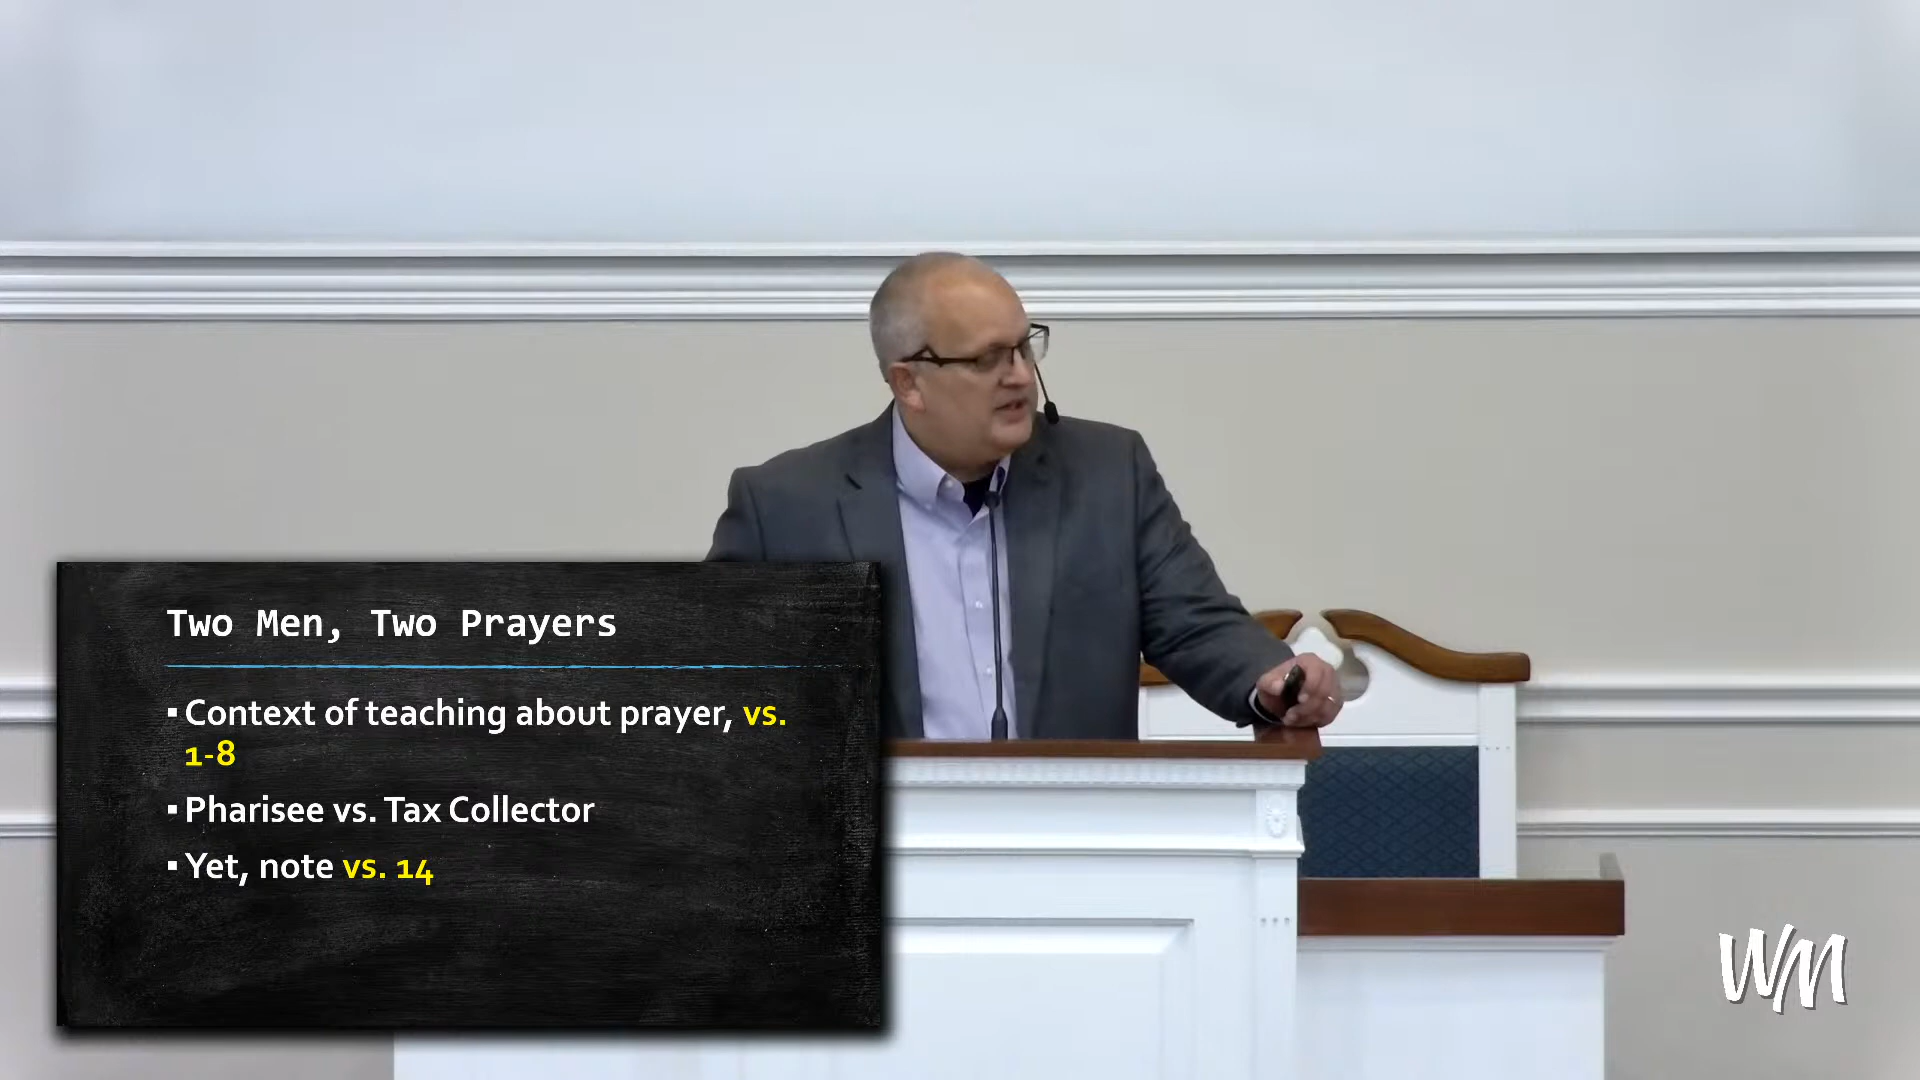 Two Men, Two Prayers
▪ Context of teaching about prayer, vs.
1-8
▪ Pharisee vs. Tax Collector
▪ Yet, note vs. 14
WM